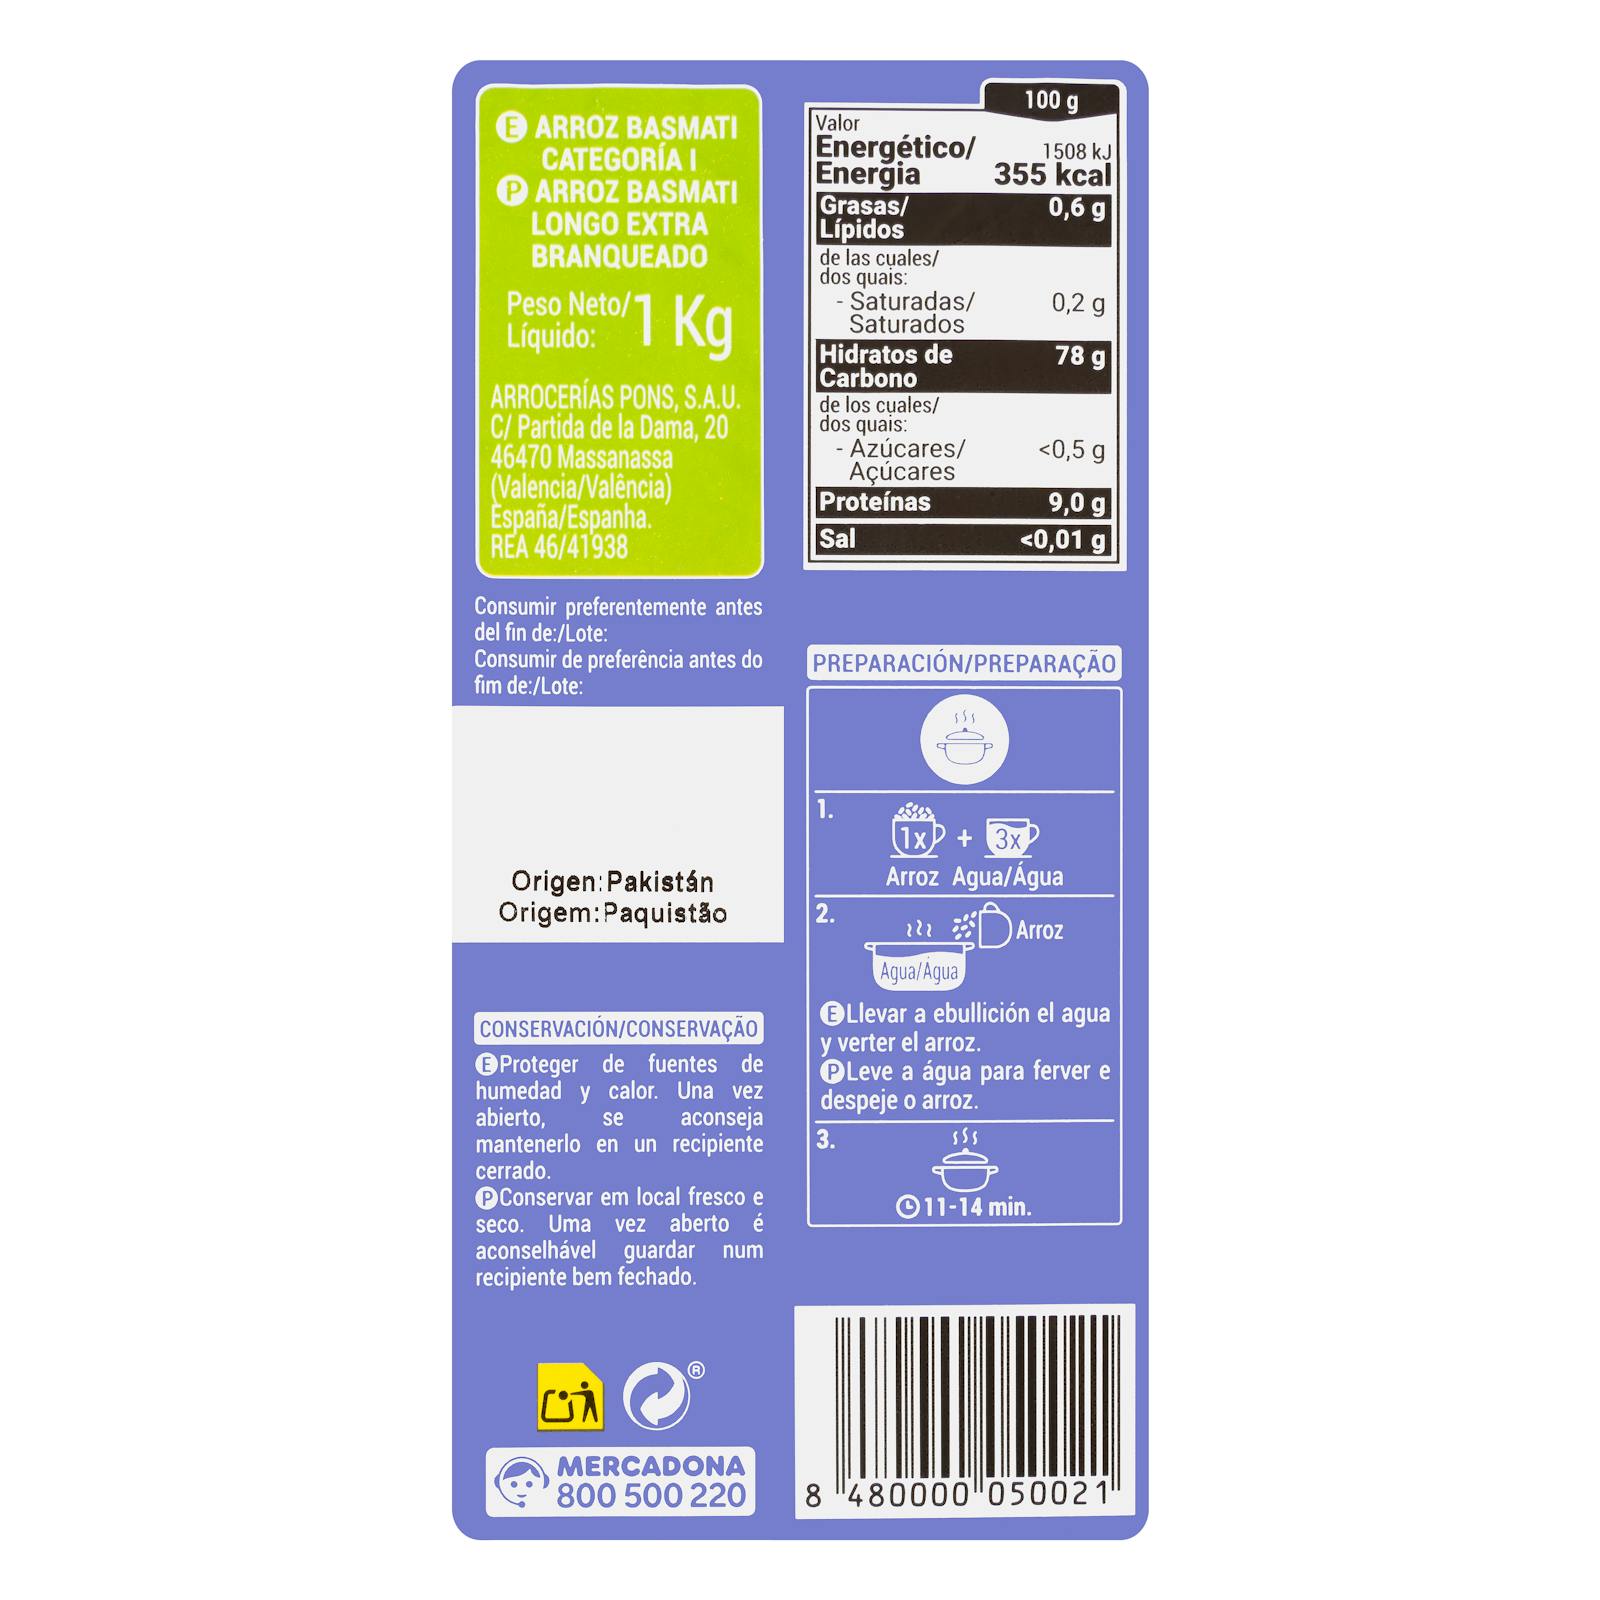 E ARROZ BASMATI
CATEGORÍA I
P ARROZ BASMATI
LONGO EXTRA
BRANQUEADO
Peso Neto/
Líquido: 1 Kg
ARROCERÍAS PONS, S.A.U.
C/ Partida de la Dama, 20
46470 Massanassa
(Valencia/Valência)
España/Espanha.
REA 46/41938
Consumir preferentemente antes
del fin de:/Lote:
Consumir de preferência antes do
fim de:/Lote:
Origen:Pakistán
Origem:Paquistão
CONSERVACIÓN/CONSERVAÇÃO
E Proteger de fuentes de
humedad y calor. Una vez
abierto, se aconseja
mantenerlo en un recipiente
cerrado.
P Conservar em local fresco e
seco. Uma vez aberto é
aconselhável guardar num
recipiente bem fechado.
®
MERCADONA
800 500 220
100 g
Valor
Energético/ 1508 kJ
Energia 355 kcal
Grasas/ 0,6 g
Lípidos
de las cuales/
dos quais:
- Saturadas/ 0,2 g
Saturados
Hidratos de 78 g
Carbono
de los cuales/
dos quais:
- Azúcares/ <0,5 g
Açúcares
Proteínas 9,0 g
Sal <0,01 g
PREPARACIÓN/PREPARAÇÃO
1.
1x + 3x
Arroz Agua/Água
2.
Arroz
Agua/Água
E Llevar a ebullición el agua
y verter el arroz.
P Leve a água para ferver e
despeje o arroz.
3.
11-14 min.
8 480000 050021